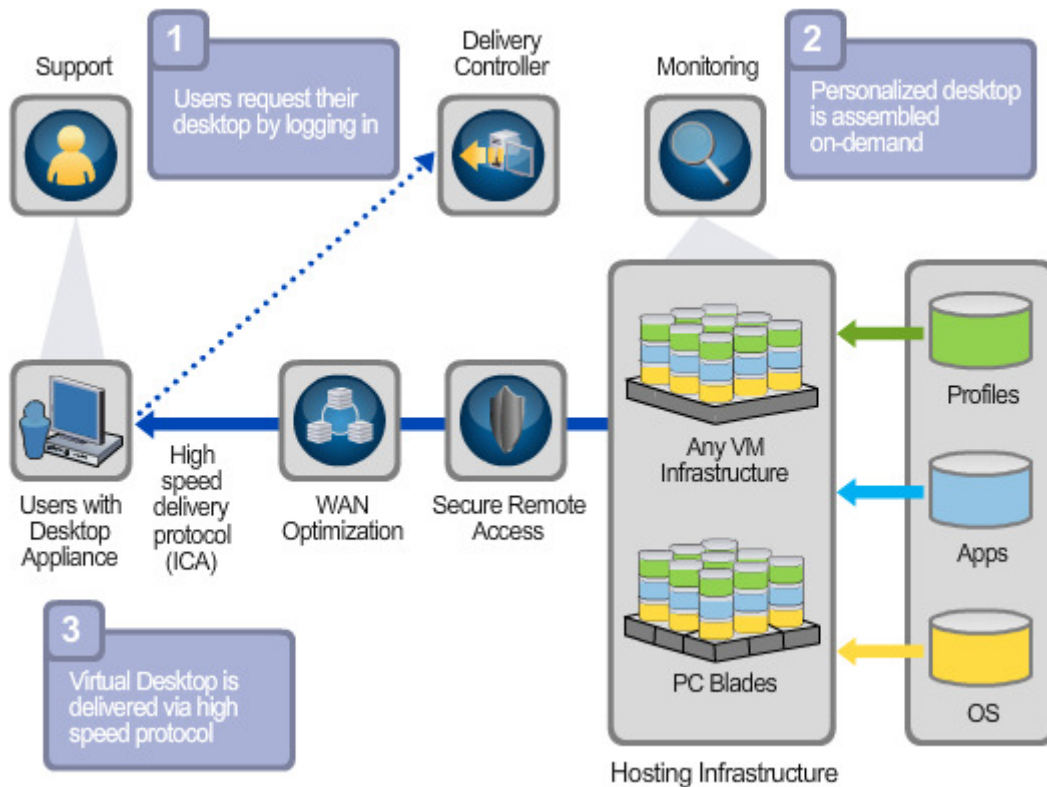 1
Users request their
desktop by logging in
Support
Delivery
Controller
Monitoring
2
Personalized desktop
is assembled
on-demand
Users with
Desktop
Appliance
High
speed
delivery
protocol
(ICA)
WAN
Optimization
Secure Remote
Access
Any VM
Infrastructure
PC Blades
Hosting Infrastructure
Profiles
Apps
OS
3
Virtual Desktop is
delivered via high
speed protocol